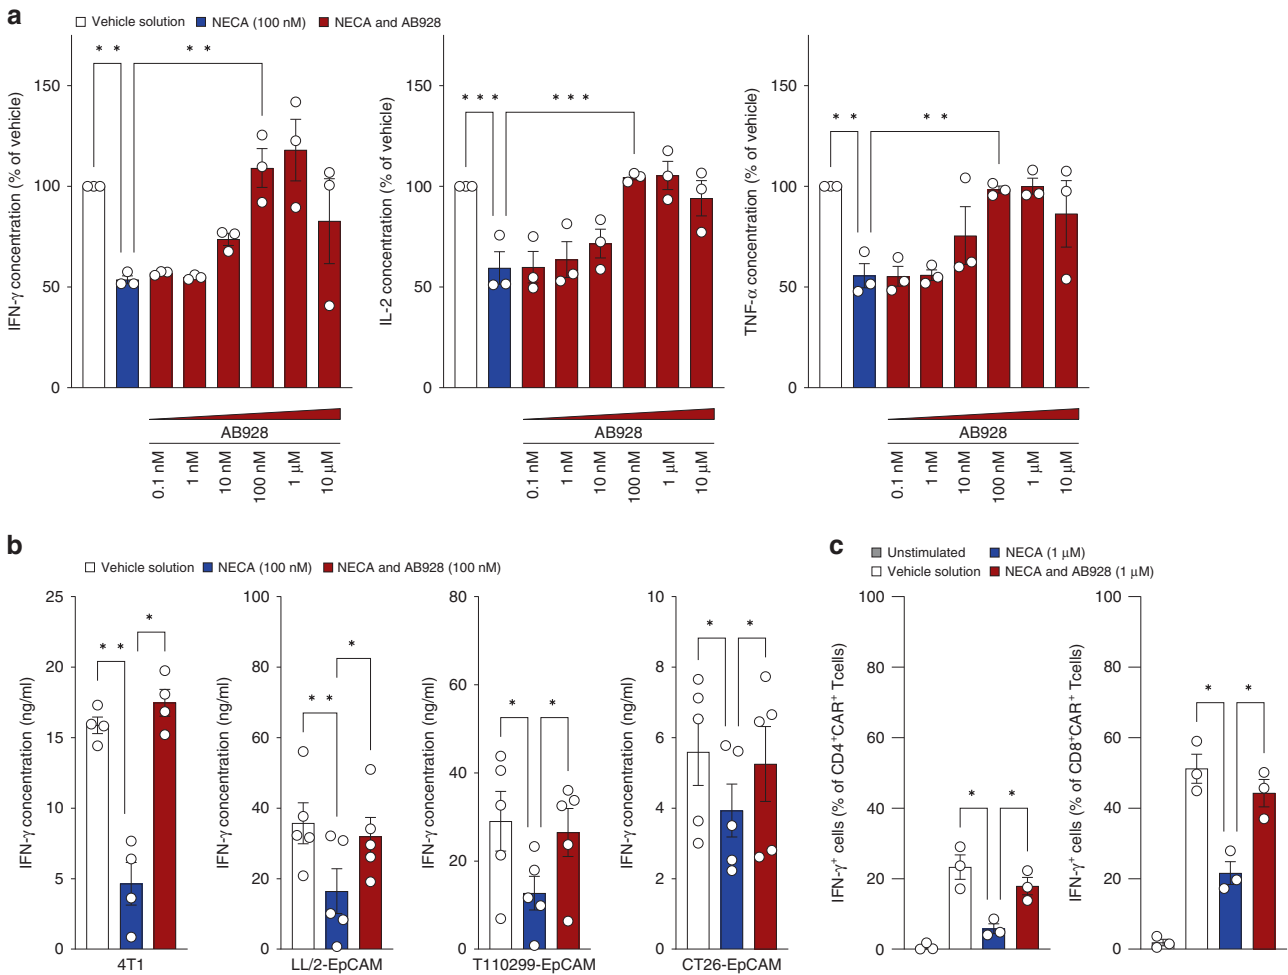 a
Vehicle solution NECA (100 nM) NECA and AB928
IFN-γ concentration (% of vehicle)
150
100
50
0
* *
* *
AB928
0.1 nM
1 nM
10 nM
100 nM
1 μM
10 μM
IL-2 concentration (% of vehicle)
150
100
50
0
* * *
* * *
AB928
0.1 nM
1 nM
10 nM
100 nM
1 μM
10 μM
TNF-α concentration (% of vehicle)
150
100
50
0
* *
* *
AB928
0.1 nM
1 nM
10 nM
100 nM
1 μM
10 μM
b
Vehicle solution NECA (100 nM) NECA and AB928 (100 nM)
IFN-γ concentration (ng/ml)
25
20
15
10
5
0
* *
*
4T1
IFN-γ concentration (ng/ml)
100
80
60
40
20
0
* *
*
LL/2-EpCAM
IFN-γ concentration (ng/ml)
80
60
40
20
0
*
*
T110299-EpCAM
IFN-γ concentration (ng/ml)
10
8
6
4
2
0
*
*
CT26-EpCAM
c
Unstimulated NECA (1 μM)
Vehicle solution NECA and AB928 (1 μM)
IFN-γ⁺ cells (% of CD4⁺CAR⁺ Tcells)
100
80
60
40
20
0
*
*
IFN-γ⁺ cells (% of CD8⁺CAR⁺ Tcells)
100
80
60
40
20
0
*
*